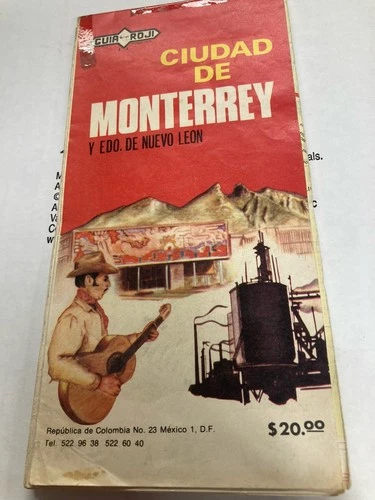 GUIA ROJI
CIUDAD
DE
MONTERREY
Y EDO. DE NUEVO LEON
als.
República de Colombia No. 23 México 1, D.F.
Tel. 522 96 38 522 60 40
$20.00